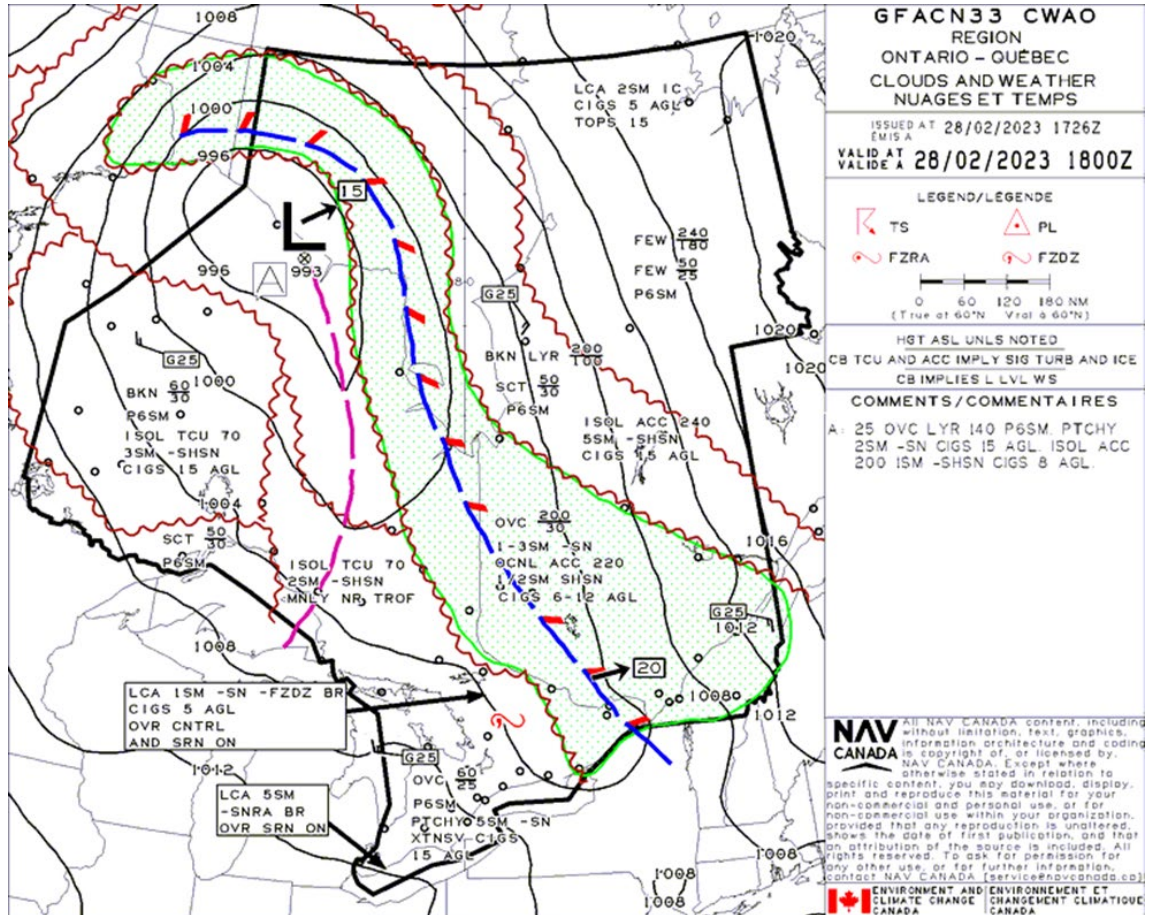 GFACN33 CWAO
REGION
ONTARIO - QUÉBEC
CLOUDS AND WEATHER
NUAGES ET TEMPS
ISSUED AT 28/02/2023 1726Z
ÉMIS A
VALID AT 28/02/2023 1800Z
VALIDE A
LEGEND/LÉGENDE
TS
PL
FZRA
FZDZ
0 60 120 180 NM
(True at 60°N Vrai à 60°N)
HGT ASL UNLS NOTED
CB TCU AND ACC IMPLY SIG TURB AND ICE
CB IMPLIES L LVL WS
COMMENTS/COMMENTAIRES
A: 25 OVC LYR 140 P6SM. PTCHY
2SM -SN CIGS 15 AGL. ISOL ACC
200 1SM -SHSN CIGS 8 AGL.
NAV
CANADA
All NAV CANADA content, including
without limitation, text, graphics,
information architecture and coding
is copyright of, or licensed by,
NAV CANADA. Except where
otherwise stated in relation to
specific content, you may download, display,
print and reproduce this material for your
non-commercial and personal use, or for
non-commercial use within your organization,
provided that any reproduction is unaltered,
shows the date of first publication, and that
an attribution of the source is included. All
rights reserved. To ask for permission for
any other use, or for further information,
contact NAV CANADA [service@navcanada.ca]
ENVIRONMENT AND
CLIMATE CHANGE
CANADA
ENVIRONNEMENT ET
CHANGEMENT CLIMATIQUE
CANADA
1008
1004
1000
996
1020
LCA 2SM IC
CIGS 5 AGL
TOPS 15
15
L
993
996
A
FEW 240/180
FEW 50/25
P6SM
80
G25
1020
1020
G25
BKN 60/30
P6SM
ISOL TCU 70
3SM -SHSN
CIGS 15 AGL
1000
BKN LYR 200/100
SCT 50/30
P6SM
ISOL ACC 240
5SM -SHSN
CIGS 15 AGL
1004
SCT 50/30
P6SM
ISOL TCU 70
2SM -SHSN
MNLY NR TROF
OVC 200/30
1-3SM -SN
OCNL ACC 220
1/2SM SHSN
CIGS 6-12 AGL
1016
G25
1012
20
1008
1012
1008
LCA 1SM -SN -FZDZ BR
CIGS 5 AGL
OVR CNTRL
AND SRN ON
1012
G25
OVC 60/25
P6SM
PTCHY 5SM -SN
XTNSV CIGS
15 AGL
LCA 5SM
-SNRA BR
OVR SRN ON
1008
1008
1008